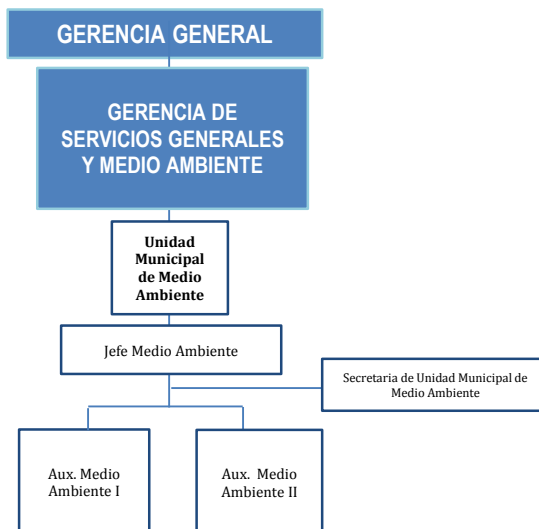 GERENCIA GENERAL
GERENCIA DE
SERVICIOS GENERALES
Y MEDIO AMBIENTE
Unidad
Municipal
de Medio
Ambiente
Jefe Medio Ambiente
Secretaria de Unidad Municipal de
Medio Ambiente
Aux. Medio
Ambiente I
Aux. Medio
Ambiente II